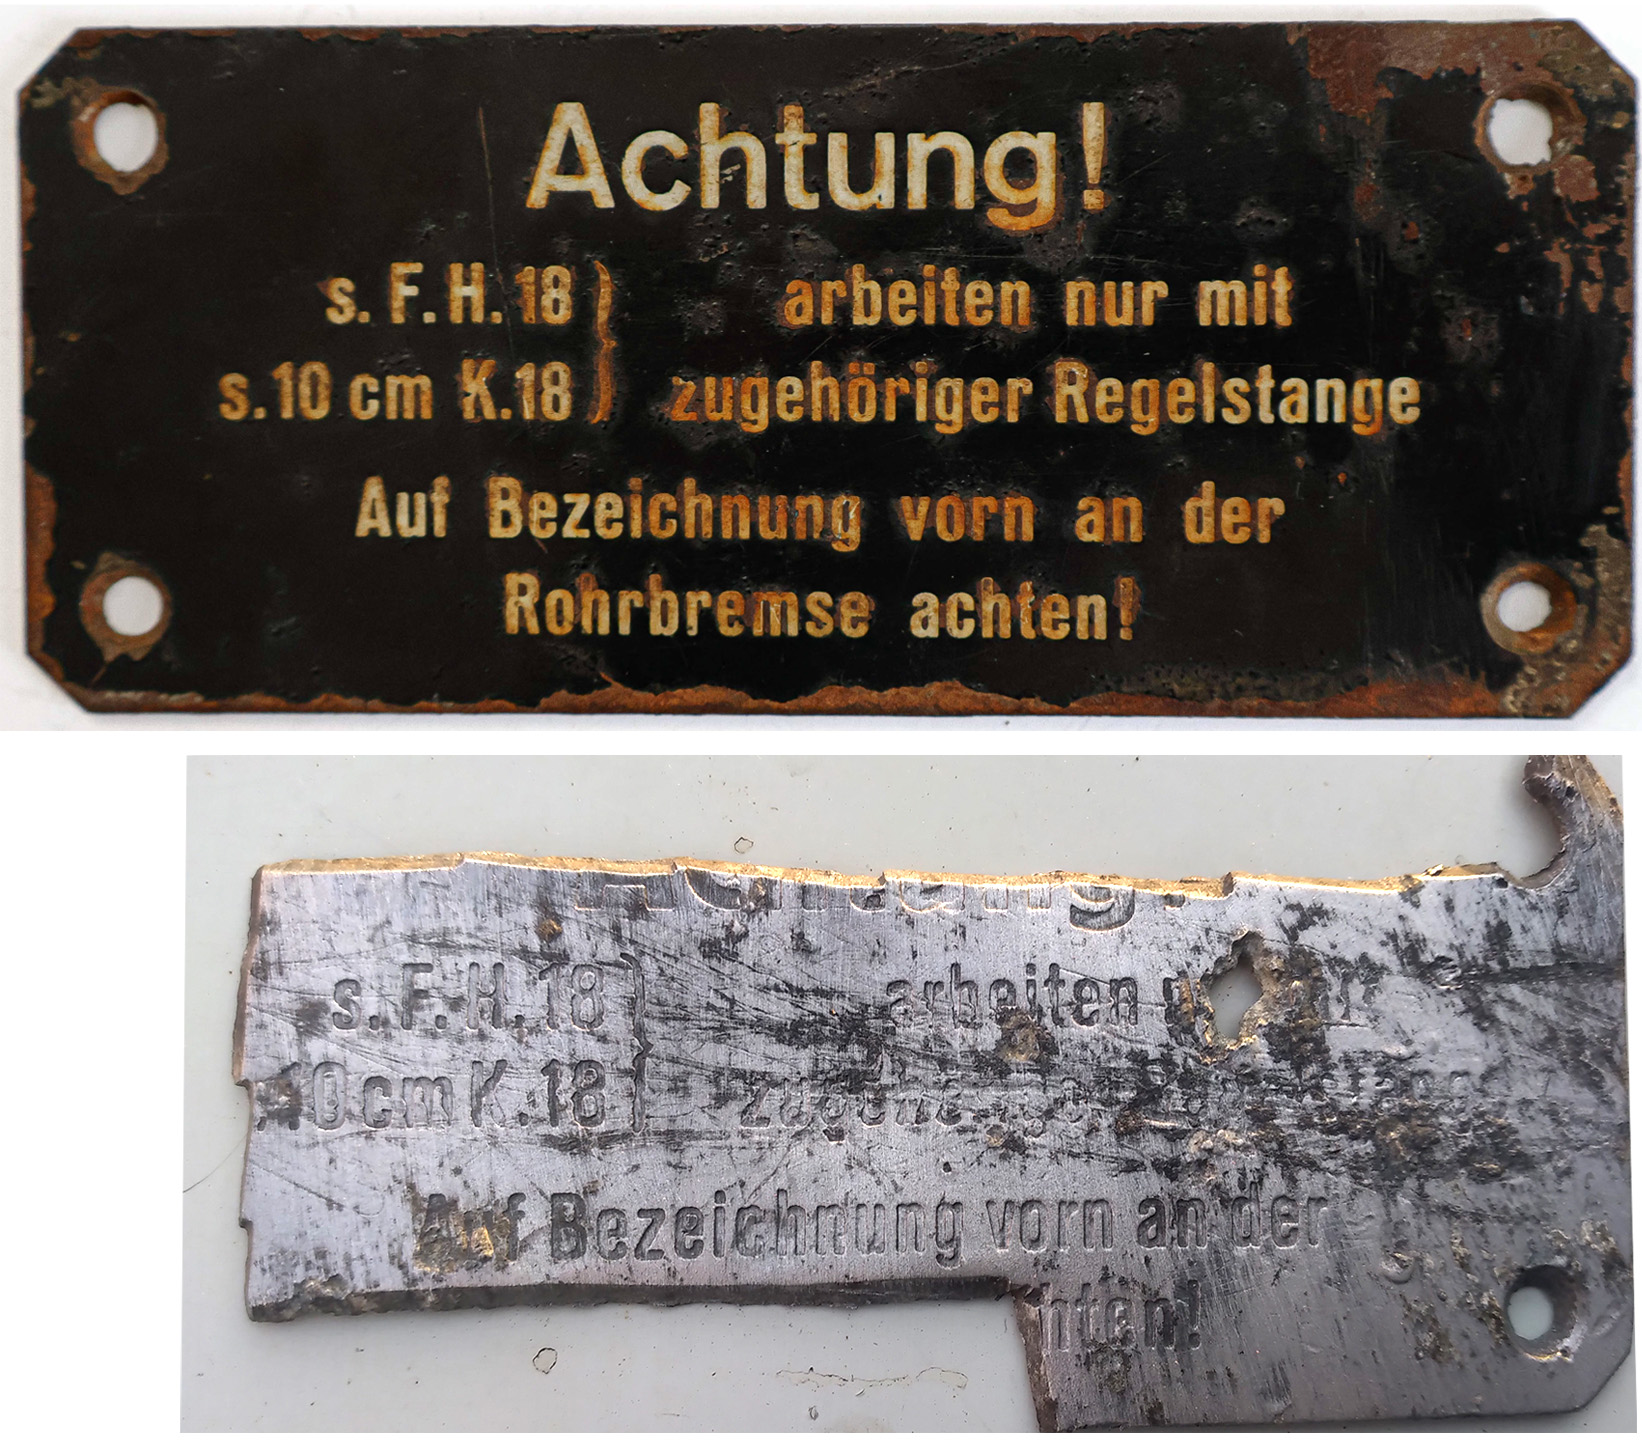 Achtung!
s. F. H. 18 } arbeiten nur mit
s. 10 cm K. 18 } zugehöriger Regelstange
Auf Bezeichnung vorn an der
Rohrbremse achten!
s. F. H. 18 } arbeiten
10 cm K. 18 }
Auf Bezeichnung vorn an der
hten!